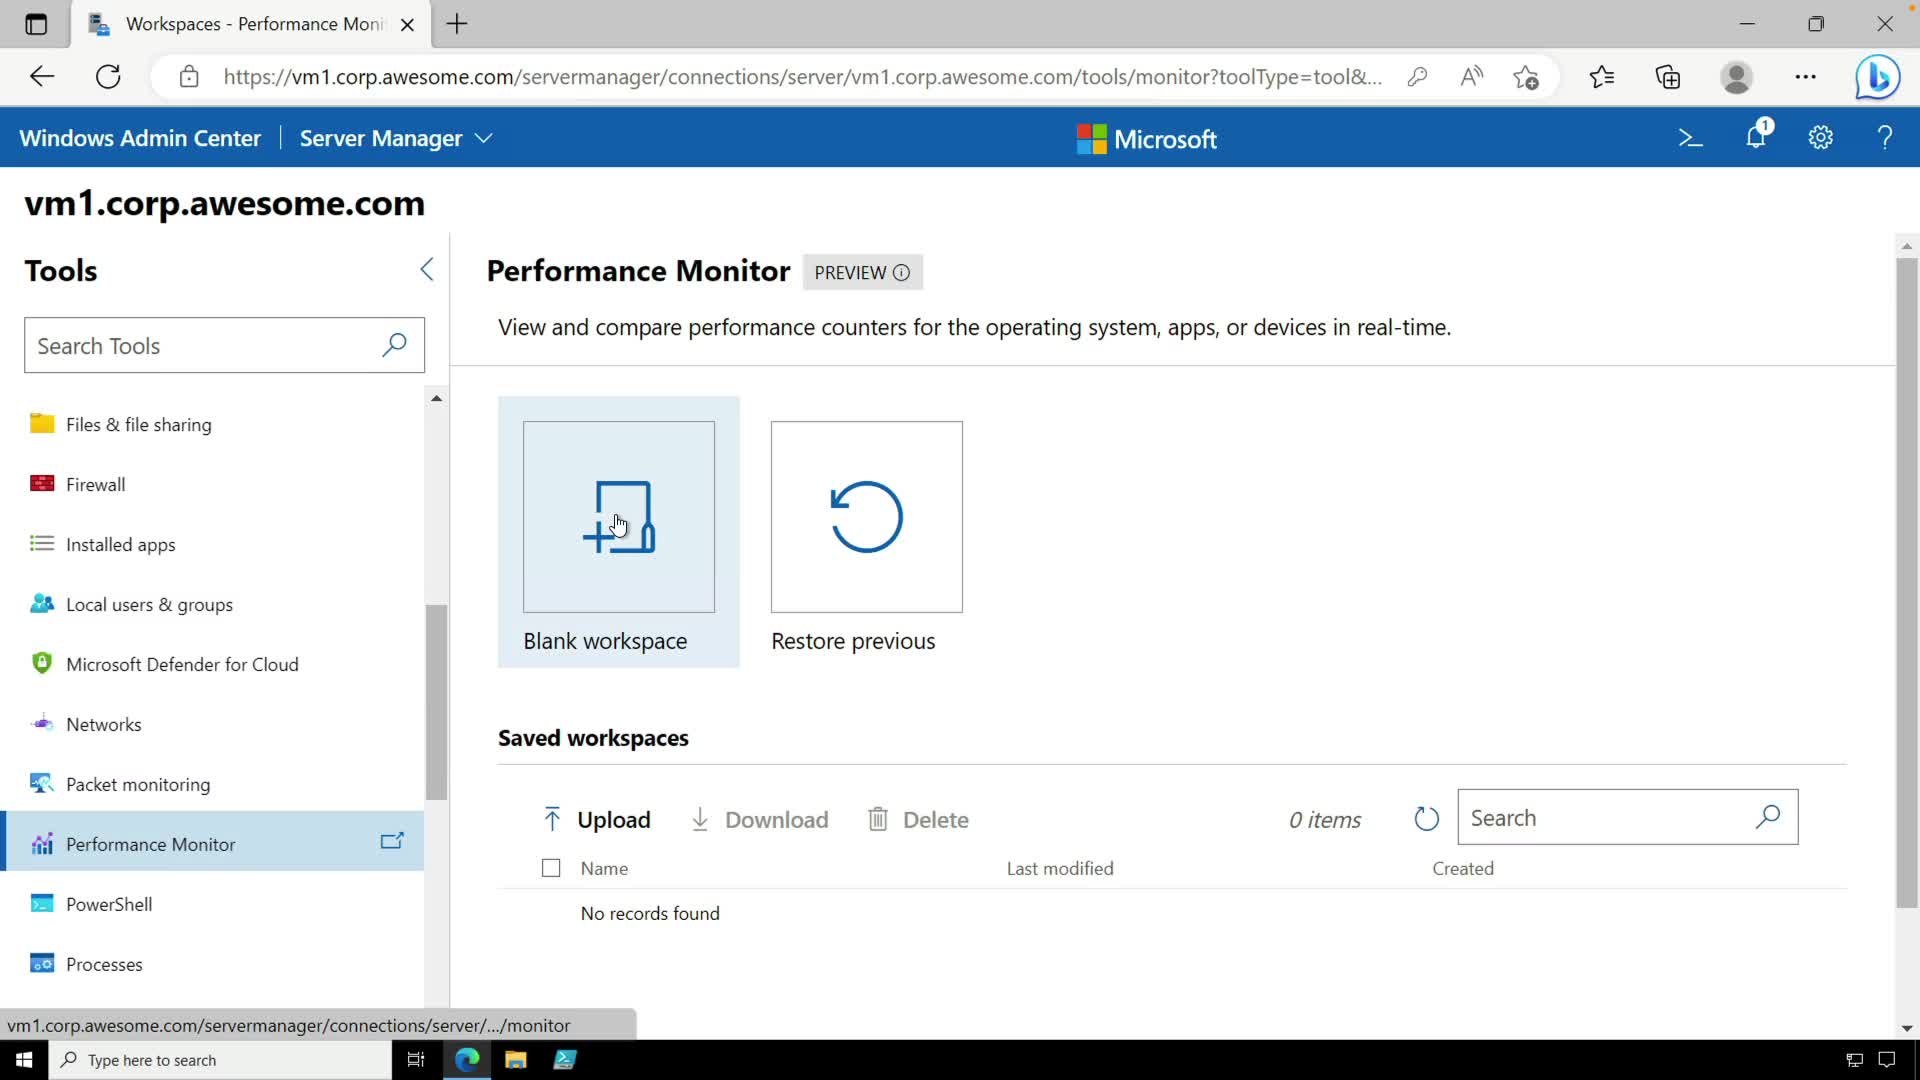 Workspaces - Performance Moni
https://vm1.corp.awesome.com/servermanager/connections/server/vm1.corp.awesome.com/tools/monitor?toolType=tool&...
Windows Admin Center
Server Manager
Microsoft
1
vm1.corp.awesome.com
Tools
Search Tools
Files & file sharing
Firewall
Installed apps
Local users & groups
Microsoft Defender for Cloud
Networks
Packet monitoring
Performance Monitor
PowerShell
Processes
Performance Monitor
PREVIEW
View and compare performance counters for the operating system, apps, or devices in real-time.
Blank workspace
Restore previous
Saved workspaces
Upload
Download
Delete
0 items
Search
Name
Last modified
Created
No records found
vm1.corp.awesome.com/servermanager/connections/server/.../monitor
Type here to search